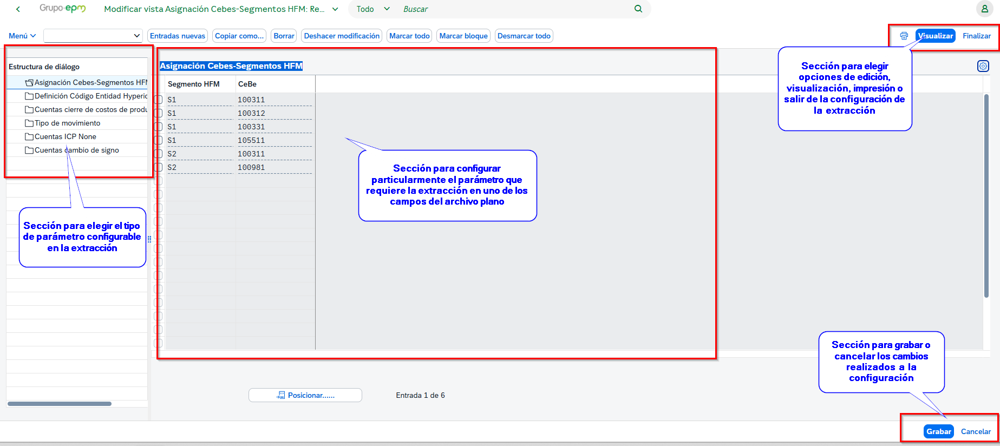 Grupo·epm
Modificar vista Asignación Cebes-Segmentos HFM: Re...
Todo
Buscar
Menú
Entradas nuevas
Copiar como...
Borrar
Deshacer modificación
Marcar todo
Marcar bloque
Desmarcar todo
Visualizar
Finalizar
Estructura de diálogo
Asignación Cebes-Segmentos HFM
Definición Código Entidad Hyperic
Cuentas cierre de costos de produ
Tipo de movimiento
Cuentas ICP None
Cuentas cambio de signo
Sección para elegir el tipo
de parámetro configurable
en la extracción
Asignación Cebes-Segmentos HFM
Segmento HFM CeBe
S1 100311
S1 100312
S1 100331
S1 105511
S2 100311
S2 100981
Sección para configurar
particularmente el parámetro que
requiere la extracción en uno de los
campos del archivo plano
Sección para elegir
opciones de edición,
visualización, impresión o
salir de la configuración de
la extracción
Sección para grabar o
cancelar los cambios
realizados a la
configuración
Posicionar......
Entrada 1 de 6
Grabar
Cancelar